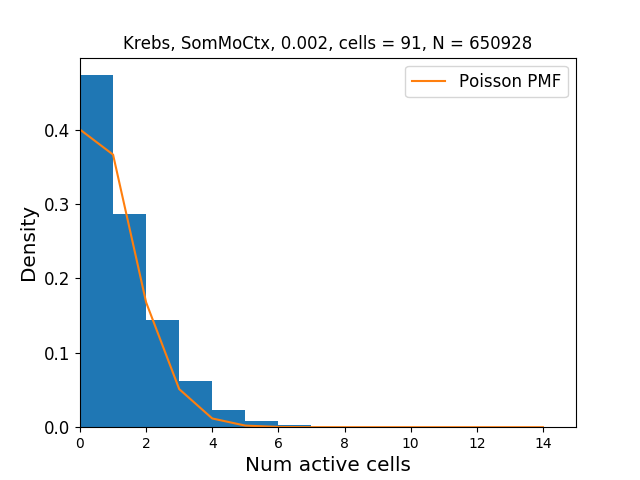 Krebs, SomMoCtx, 0.002, cells = 91, N = 650928
Poisson PMF
Density
0.4
0.3
0.2
0.1
0.0
0 2 4 6 8 10 12 14
Num active cells